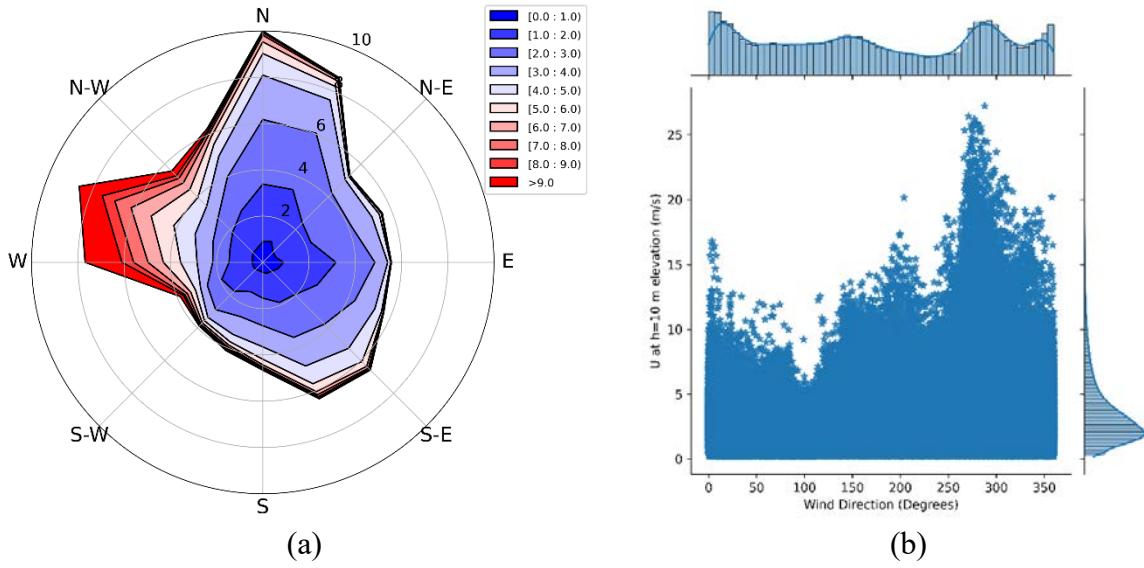 N
N-E
E
S-E
S
S-W
W
N-W
2
4
6
8
10
[0.0 : 1.0)
[1.0 : 2.0)
[2.0 : 3.0)
[3.0 : 4.0)
[4.0 : 5.0)
[5.0 : 6.0)
[6.0 : 7.0)
[7.0 : 8.0)
[8.0 : 9.0)
>9.0
(a)
U at h=10 m elevation (m/s)
25
20
15
10
5
0
0
50
100
150
200
250
300
350
Wind Direction (Degrees)
(b)